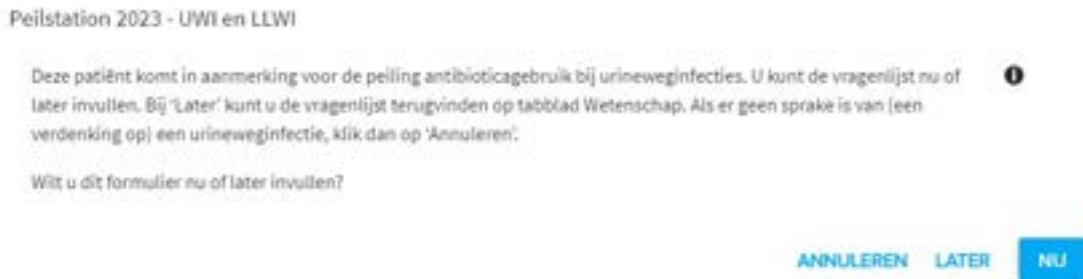 Peilstation 2023 - UWI en LLWI
Deze patiënt komt in aanmerking voor de peiling antibioticagebruik bij urineweginfecties. U kunt de vragenlijst nu of
later invullen. Bij 'Later' kunt u de vragenlijst terugvinden op tabblad Wetenschap. Als er geen sprake is van (een
verdenking op) een urineweginfectie, klik dan op 'Annuleren'.
Wilt u dit formulier nu of later invullen?
ANNULEREN LATER NU